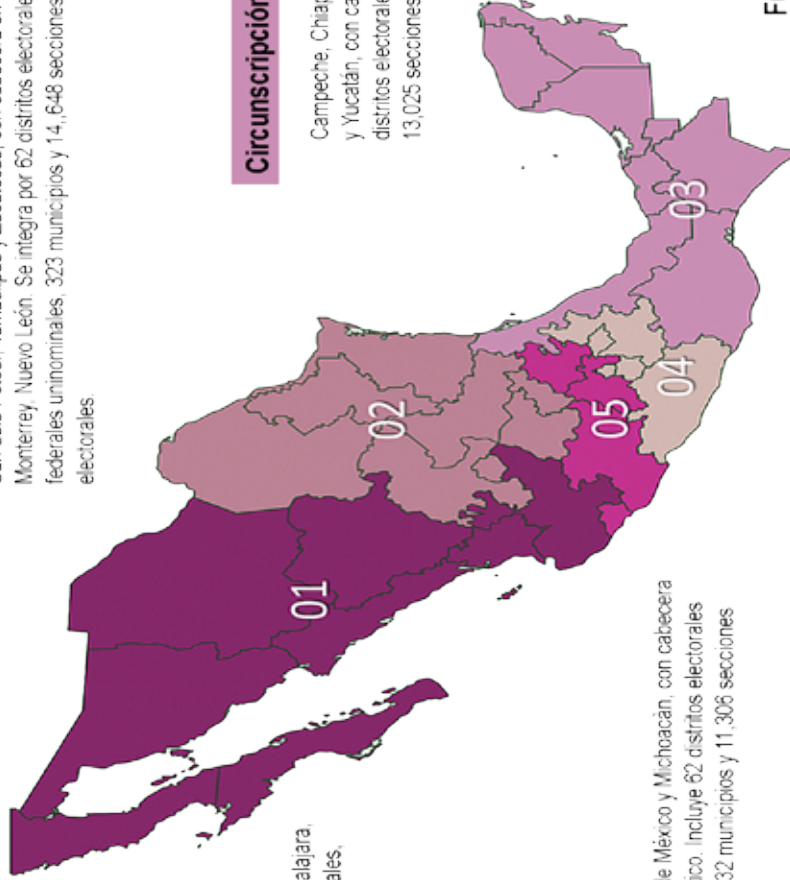 Monterrey, Nuevo León. Se integra por 62 distritos electorale
federales uninominales, 323 municipios y 14,,648 secciones
electorales.
Circunscripción
Campeche, Chiap
y Yucatán, con ca
distritos electorale
13,025 secciones
alajara,
ales,
01
02
03
04
05
de México y Michoacán, con cabecera
ico. Incluye 62 distritos electorales
32 municipios y 11,306 secciones
F